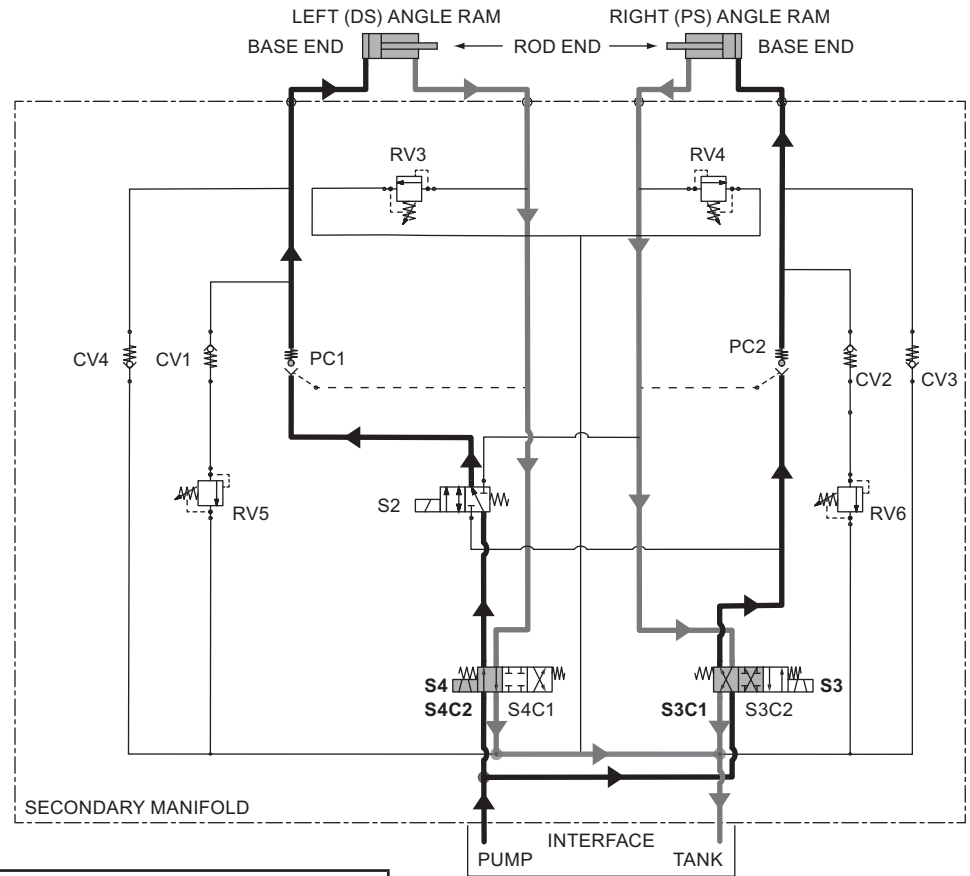 LEFT (DS) ANGLE RAM
RIGHT (PS) ANGLE RAM
BASE END
ROD END
BASE END
RV3
RV4
CV4
CV1
PC1
PC2
CV2
CV3
S2
RV5
RV6
S4
S4C2
S4C1
S3C1
S3C2
S3
SECONDARY MANIFOLD
INTERFACE
PUMP
TANK